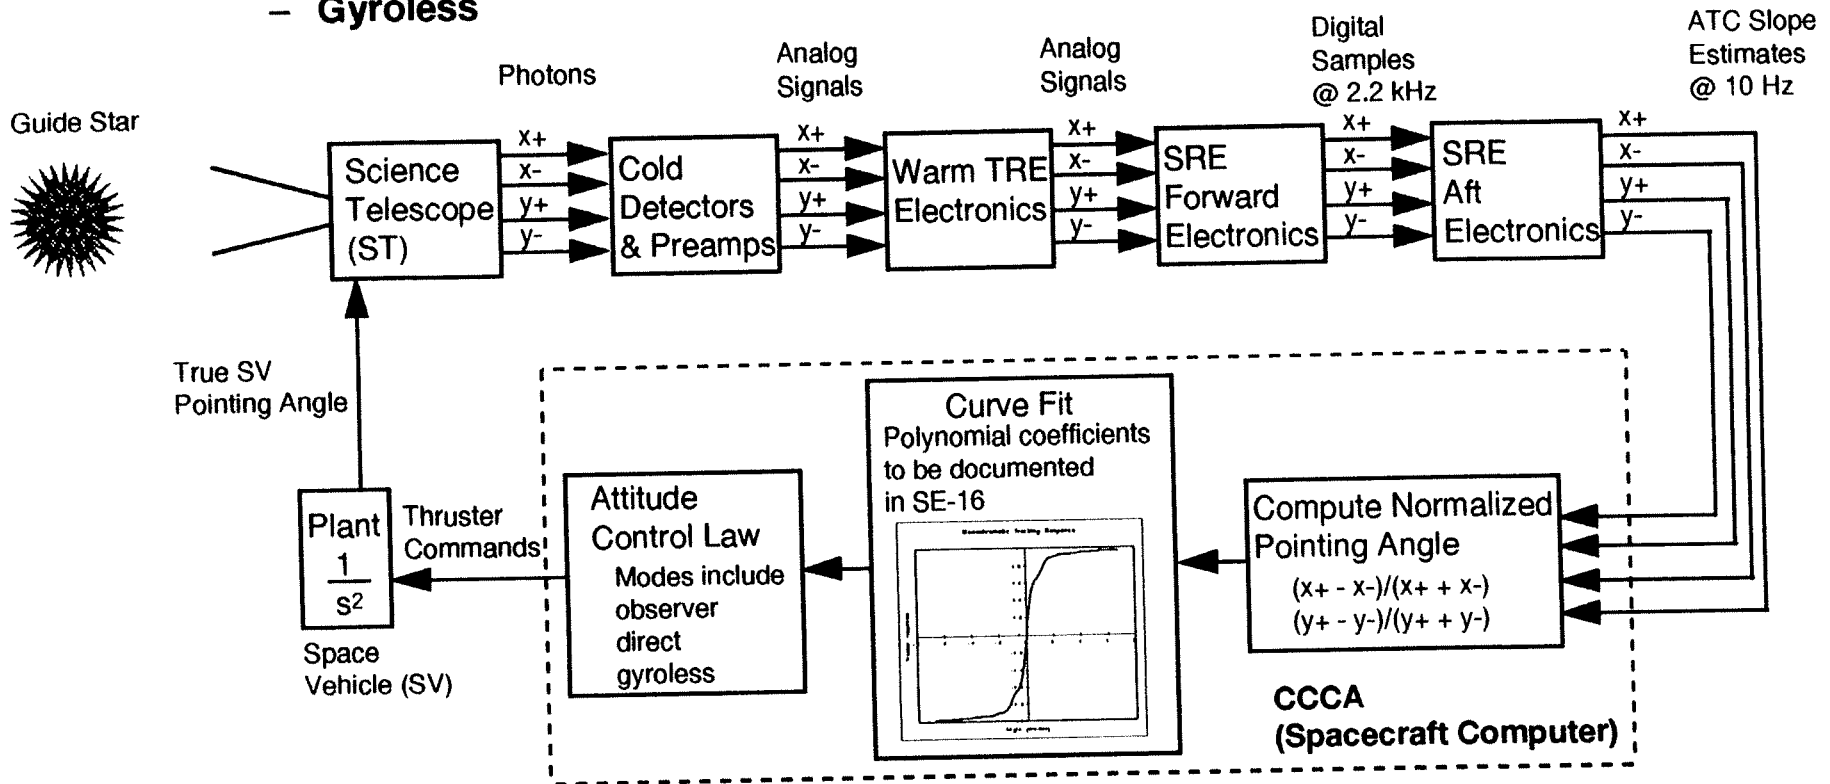 – Gyroless
Guide Star
Photons
Analog
Signals
Analog
Signals
Digital
Samples
@ 2.2 kHz
ATC Slope
Estimates
@ 10 Hz
Science
Telescope
(ST)
x+
x-
y+
y-
Cold
Detectors
& Preamps
x+
x-
y+
y-
Warm TRE
Electronics
x+
x-
y+
y-
SRE
Forward
Electronics
x+
x-
y+
y-
SRE
Aft
Electronics
x+
x-
y+
y-
True SV
Pointing Angle
Plant
1
s2
Space
Vehicle (SV)
Thruster
Commands
Attitude
Control Law
Modes include
observer
direct
gyroless
Curve Fit
Polynomial coefficients
to be documented
in SE-16
Compute Normalized
Pointing Angle
(x+ - x-)/(x+ + x-)
(y+ - y-)/(y+ + y-)
CCCA
(Spacecraft Computer)